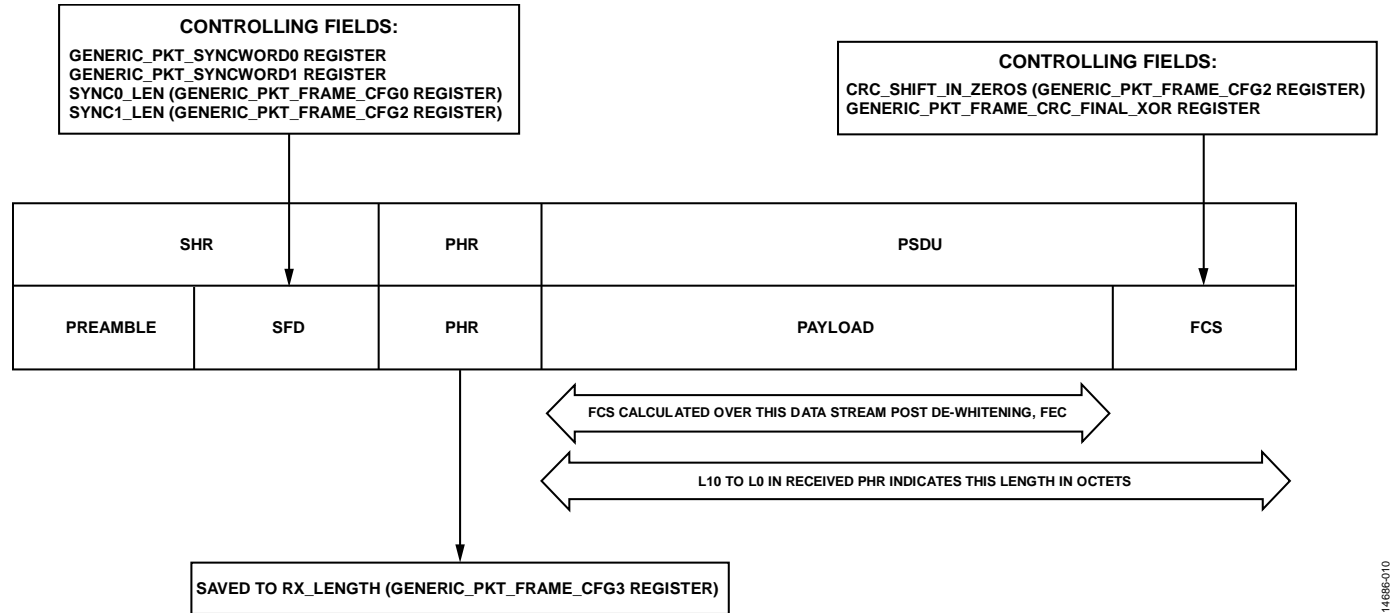 CONTROLLING FIELDS:
GENERIC_PKT_SYNCWORD0 REGISTER
GENERIC_PKT_SYNCWORD1 REGISTER
SYNC0_LEN (GENERIC_PKT_FRAME_CFG0 REGISTER)
SYNC1_LEN (GENERIC_PKT_FRAME_CFG2 REGISTER)
CONTROLLING FIELDS:
CRC_SHIFT_IN_ZEROS (GENERIC_PKT_FRAME_CFG2 REGISTER)
GENERIC_PKT_FRAME_CRC_FINAL_XOR REGISTER
SHR
PHR
PSDU
PREAMBLE
SFD
PHR
PAYLOAD
FCS
FCS CALCULATED OVER THIS DATA STREAM POST DE-WHITENING, FEC
L10 TO L0 IN RECEIVED PHR INDICATES THIS LENGTH IN OCTETS
SAVED TO RX_LENGTH (GENERIC_PKT_FRAME_CFG3 REGISTER)
14686-010